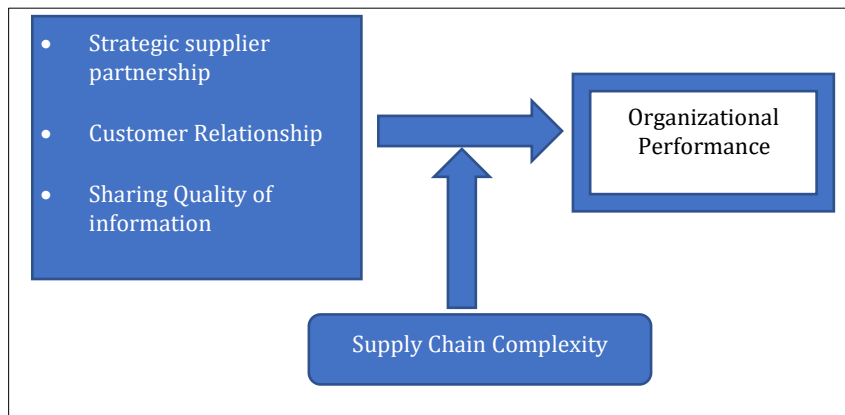 • Strategic supplier
partnership
• Customer Relationship
• Sharing Quality of
information
Organizational
Performance
Supply Chain Complexity